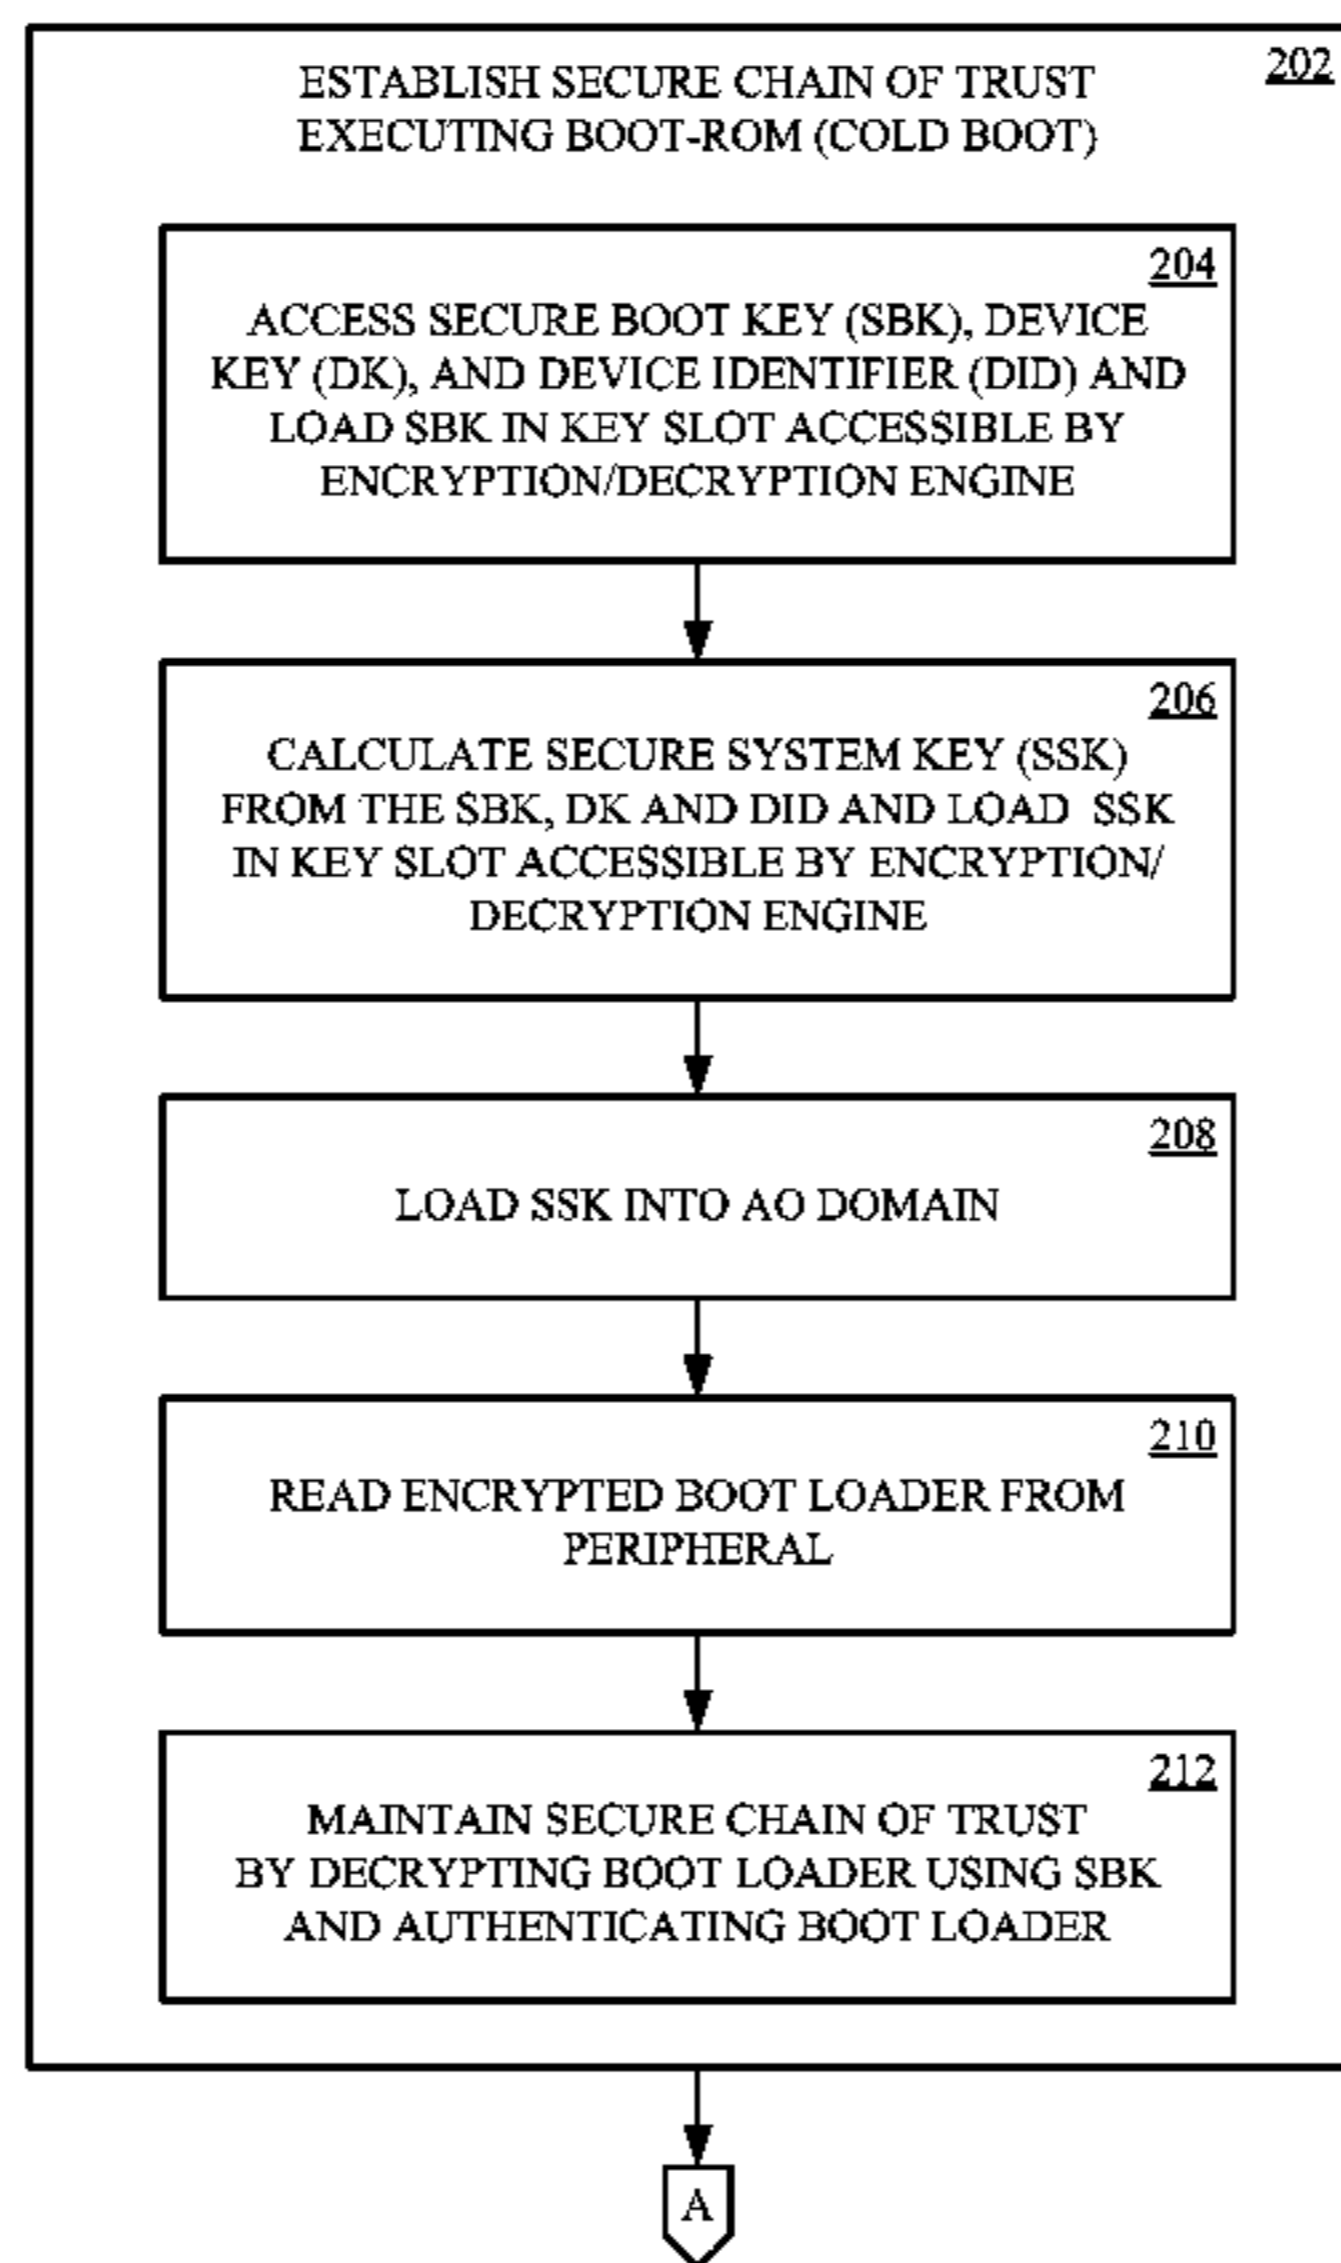 202
ESTABLISH SECURE CHAIN OF TRUST
EXECUTING BOOT-ROM (COLD BOOT)
204
ACCESS SECURE BOOT KEY (SBK), DEVICE
KEY (DK), AND DEVICE IDENTIFIER (DID) AND
LOAD SBK IN KEY SLOT ACCESSIBLE BY
ENCRYPTION/DECRYPTION ENGINE
206
CALCULATE SECURE SYSTEM KEY (SSK)
FROM THE SBK, DK AND DID AND LOAD SSK
IN KEY SLOT ACCESSIBLE BY ENCRYPTION/
DECRYPTION ENGINE
208
LOAD SSK INTO AO DOMAIN
210
READ ENCRYPTED BOOT LOADER FROM
PERIPHERAL
212
MAINTAIN SECURE CHAIN OF TRUST
BY DECRYPTING BOOT LOADER USING SBK
AND AUTHENTICATING BOOT LOADER
A